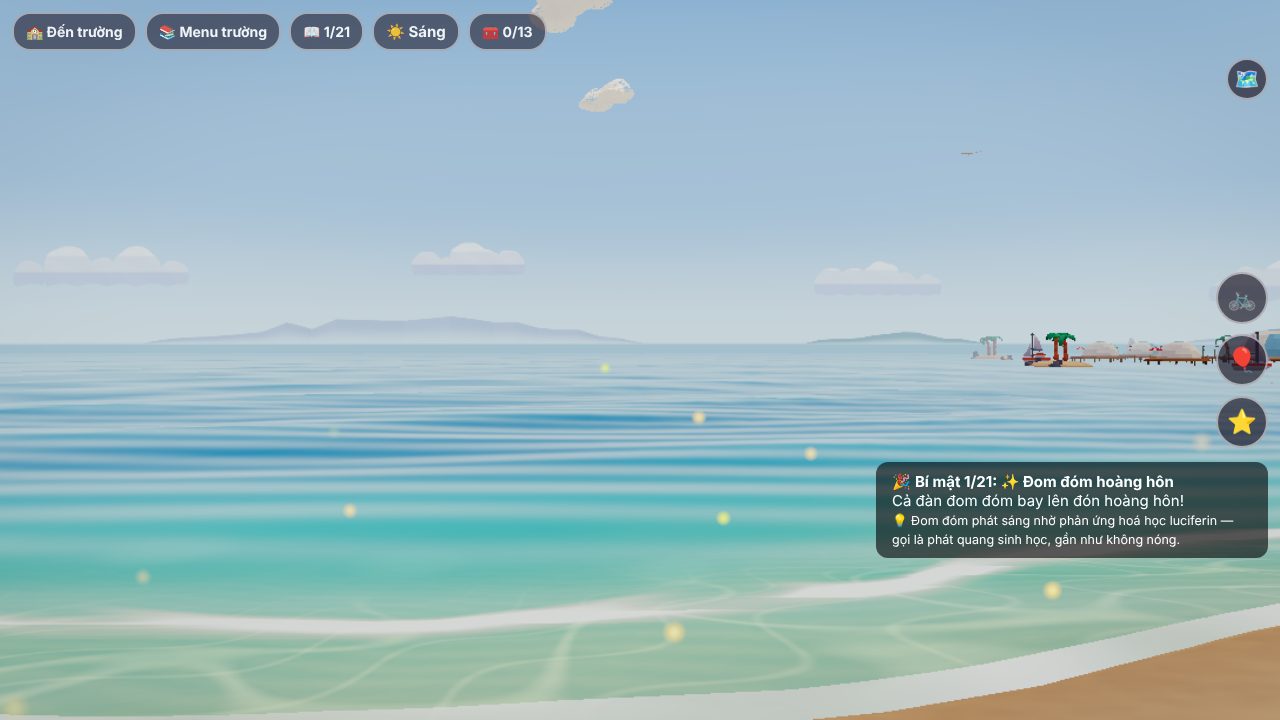 🏫 Đến trường
📚 Menu trường
📖 1/21
☀️ Sáng
🧰 0/13
🎉 Bí mật 1/21: ✨ Đom đóm hoàng hôn
Cả đàn đom đóm bay lên đón hoàng hôn!
💡 Đom đóm phát sáng nhờ phản ứng hoá học luciferin —
gọi là phát quang sinh học, gần như không nóng.